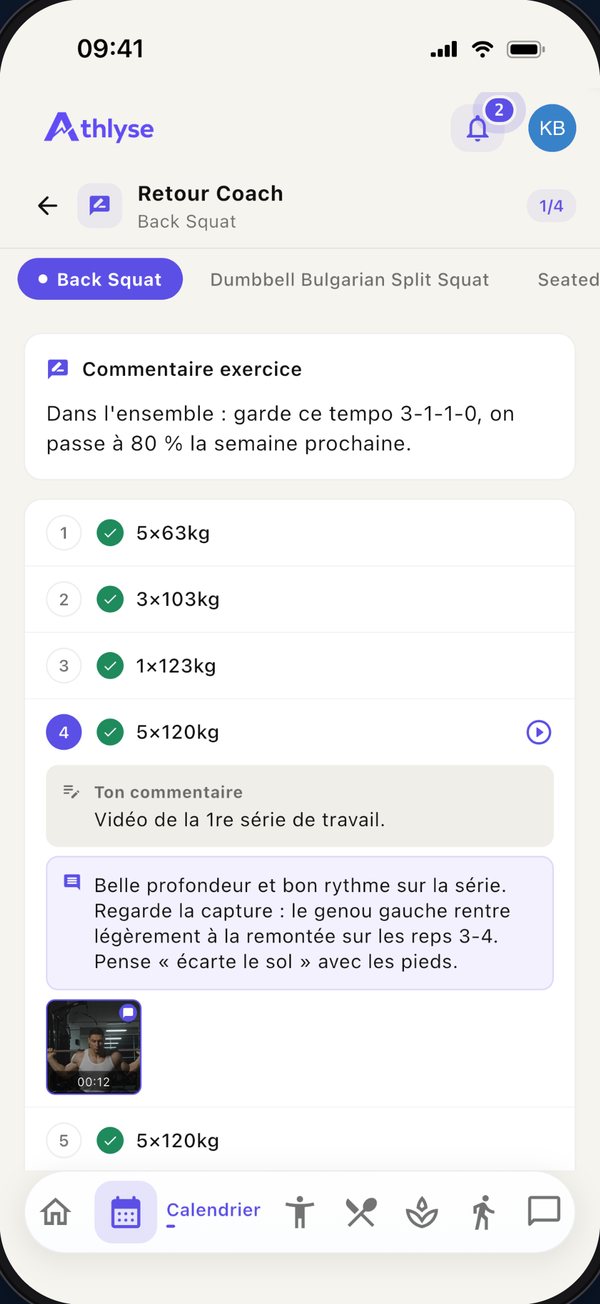 09:41
Athlyse
2
KB
Retour Coach
Back Squat
1/4
Back Squat
Dumbbell Bulgarian Split Squat
Seated
Commentaire exercice
Dans l'ensemble : garde ce tempo 3-1-1-0, on
passe à 80 % la semaine prochaine.
1
5×63kg
2
3×103kg
3
1×123kg
4
5×120kg
Ton commentaire
Vidéo de la 1re série de travail.
Belle profondeur et bon rythme sur la série.
Regarde la capture : le genou gauche rentre
légèrement à la remontée sur les reps 3-4.
Pense « écarte le sol » avec les pieds.
00:12
5
5×120kg
Calendrier